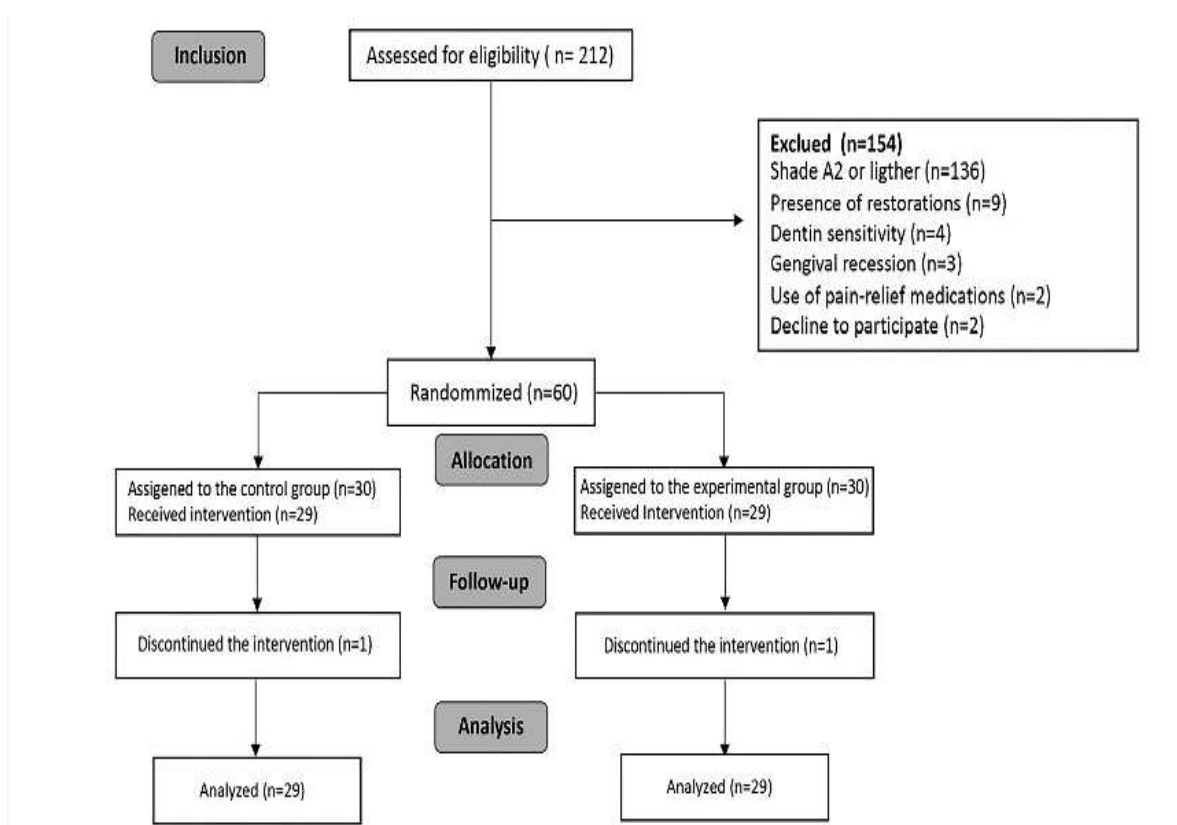 Inclusion
Assessed for eligibility ( n= 212)
Exclued (n=154)
Shade A2 or ligther (n=136)
Presence of restorations (n=9)
Dentin sensitivity (n=4)
Gengival recession (n=3)
Use of pain-relief medications (n=2)
Decline to participate (n=2)
Randommized (n=60)
Allocation
Assigened to the control group (n=30)
Received intervention (n=29)
Assigened to the experimental group (n=30)
Received Intervention (n=29)
Follow-up
Discontinued the intervention (n=1)
Discontinued the intervention (n=1)
Analysis
Analyzed (n=29)
Analyzed (n=29)